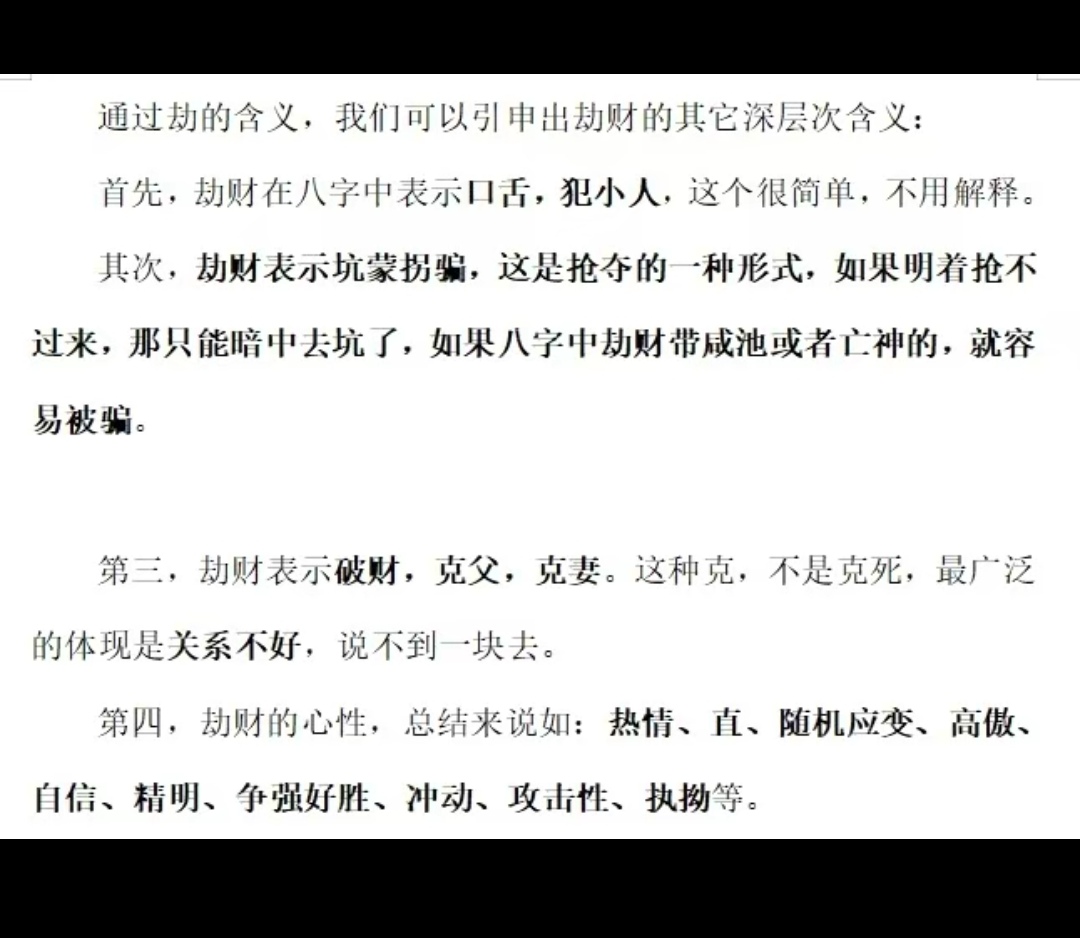 通过劫的含义，我们可以引申出劫财的其它深层次含义：
首先，劫财在八字中表示口舌，犯小人，这个很简单，不用解释。
其次，劫财表示坑蒙拐骗，这是抢夺的一种形式，如果明着抢不
过来，那只能暗中去坑了，如果八字中劫财带咸池或者亡神的，就容
易被骗。
第三，劫财表示破财，克父，克妻。这种克，不是克死，最广泛
的体现是关系不好，说不到一块去。
第四，劫财的心性，总结来说如：热情、直、随机应变、高傲、
自信、精明、争强好胜、冲动、攻击性、执拗等。